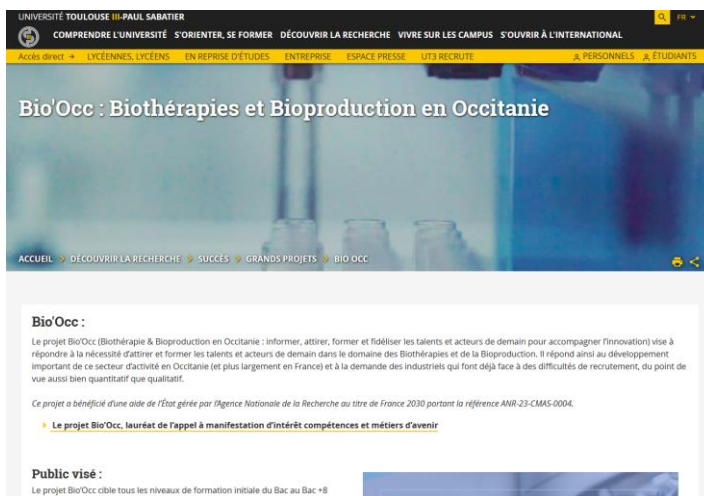 UNIVERSITÉ TOULOUSE III-PAUL SABATIER
FR
COMPRENDRE L'UNIVERSITÉ S'ORIENTER, SE FORMER DÉCOUVRIR LA RECHERCHE VIVRE SUR LES CAMPUS S'OUVRIR À L'INTERNATIONAL
Accès direct → LYCÉENNES, LYCÉENS EN REPRISE D'ÉTUDES ENTREPRISE ESPACE PRESSE UT3 RECRUTE PERSONNELS ÉTUDIANTS
Bio'Occ : Biothérapies et Bioproduction en Occitanie
ACCUEIL DÉCOUVRIR LA RECHERCHE SUCCÈS GRANDS PROJETS BIO OCC
Bio'Occ :
Le projet Bio'Occ (Biothérapie & Bioproduction en Occitanie : informer, attirer, former et fidéliser les talents et acteurs de demain pour accompagner l'innovation) vise à
répondre à la nécessité d'attirer et former les talents et acteurs de demain dans le domaine des Biothérapies et de la Bioproduction. Il répond ainsi au développement
important de ce secteur d'activité en Occitanie (et plus largement en France) et à la demande des industriels qui font déjà face à des difficultés de recrutement, du point de
vue aussi bien quantitatif que qualitatif.
Ce projet a bénéficié d'une aide de l'État gérée par l'Agence Nationale de la Recherche au titre de France 2030 portant la référence ANR-23-CMAS-0004.
Le projet Bio'Occ, lauréat de l'appel à manifestation d'intérêt compétences et métiers d'avenir
Public visé :
Le projet Bio'Occ cible tous les niveaux de formation initiale du Bac au Bac +8